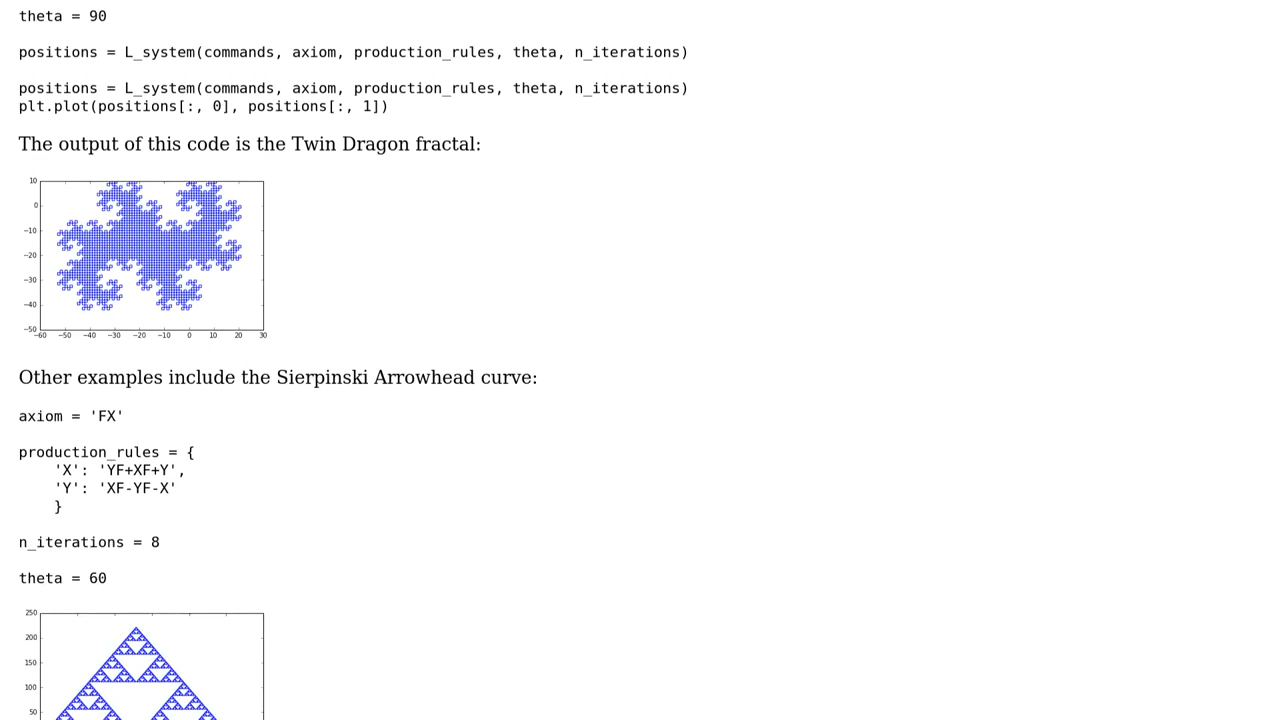 theta = 90
positions = L_system(commands, axiom, production_rules, theta, n_iterations)
positions = L_system(commands, axiom, production_rules, theta, n_iterations)
plt.plot(positions[:, 0], positions[:, 1])
The output of this code is the Twin Dragon fractal:
10
0
−10
−20
−30
−40
−50
−60 −50 −40 −30 −20 −10 0 10 20 30
Other examples include the Sierpinski Arrowhead curve:
axiom = 'FX'
production_rules = {
    'X': 'YF+XF+Y',
    'Y': 'XF-YF-X'
    }
n_iterations = 8
theta = 60
250
200
150
100
50